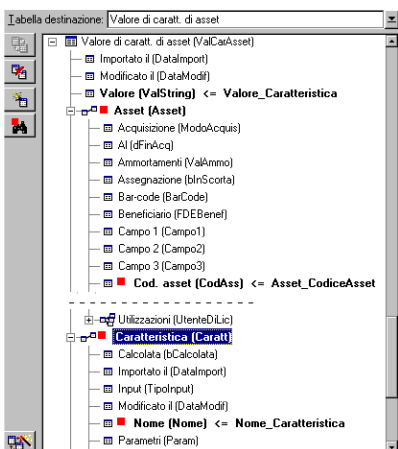 Tabella destinazione: Valore di caratt. di asset
Valore di caratt. di asset (ValCarAsset)
Importato il (DataImport)
Modificato il (DataModif)
Valore (ValString) <= Valore_Caratteristica
Asset (Asset)
Acquisizione (ModoAcquis)
Al (dFinAcq)
Ammortamenti (ValAmmo)
Assegnazione (bInScorta)
Bar-code (BarCode)
Beneficiario (FDEBenef)
Campo 1 (Campo1)
Campo 2 (Campo2)
Campo 3 (Campo3)
Cod. asset (CodAss) <= Asset_CodiceAsset
Utilizzazioni (UtenteDiLic)
Caratteristica (Caratt)
Calcolata (bCalcolata)
Importato il (DataImport)
Input (TipoInput)
Modificato il (DataModif)
Nome (Nome) <= Nome_Caratteristica
Parametri (Param)